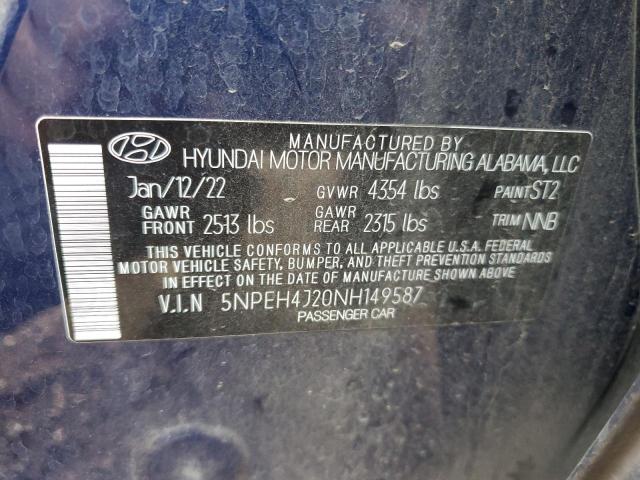 MANUFACTURED BY
HYUNDAI MOTOR MANUFACTURING ALABAMA, LLC
Jan/12/22 GVWR 4354 lbs PAINT ST2
GAWR FRONT 2513 lbs GAWR REAR 2315 lbs TRIM NNB
THIS VEHICLE CONFORMS TO ALL APPLICABLE U.S.A. FEDERAL
MOTOR VEHICLE SAFETY, BUMPER, AND THEFT PREVENTION
STANDARDS IN EFFECT ON THE DATE OF MANUFACTURE SHOWN ABOVE.
V.I.N 5NPEH4J20NH149587
PASSENGER CAR